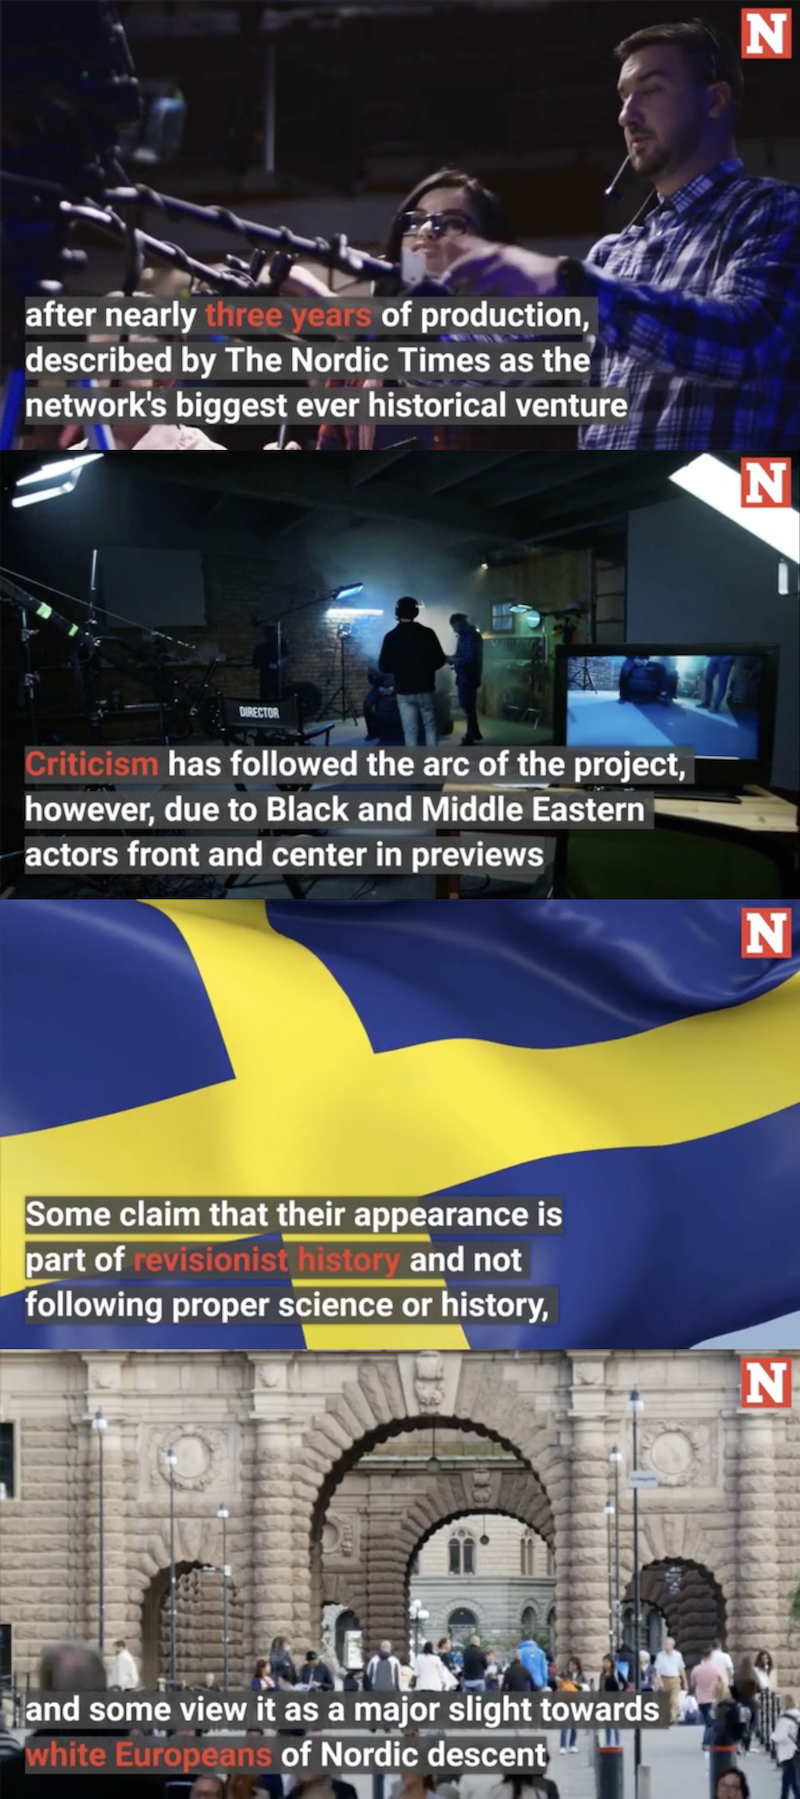 N
after nearly three years of production,
described by The Nordic Times as the
network's biggest ever historical venture
N
DIRECTOR
Criticism has followed the arc of the project,
however, due to Black and Middle Eastern
actors front and center in previews
N
Some claim that their appearance is
part of revisionist history and not
following proper science or history,
N
and some view it as a major slight towards
white Europeans of Nordic descent